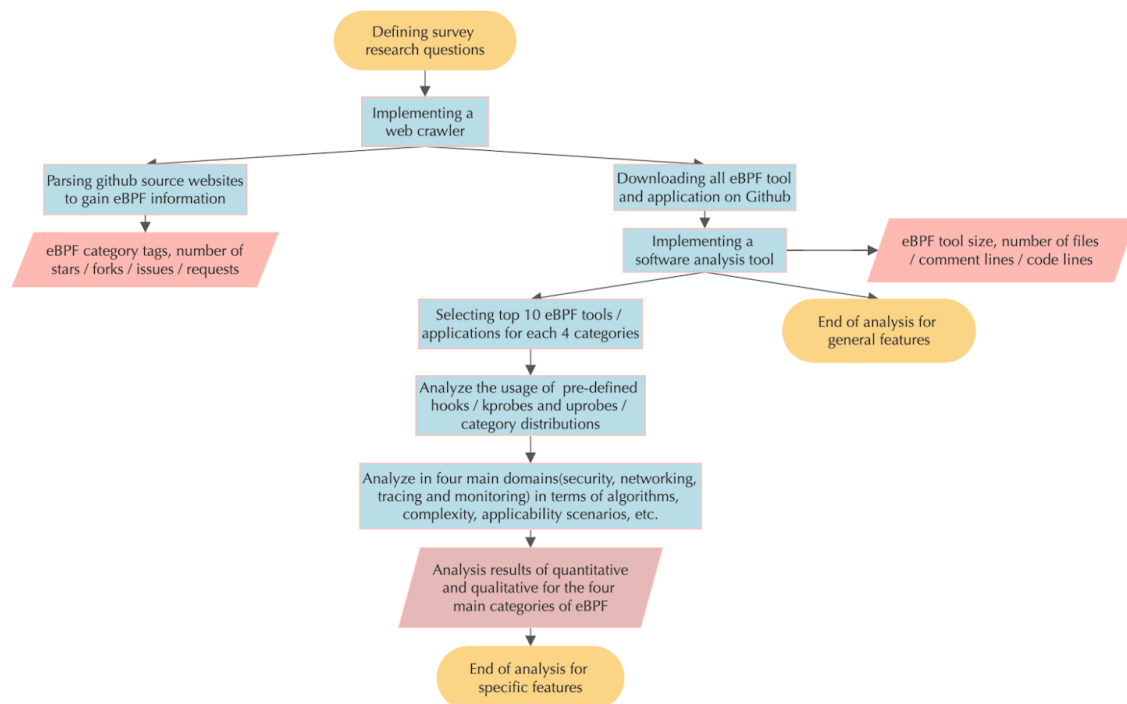 Defining survey
research questions
Implementing a
web crawler
Parsing github source websites
to gain eBPF information
Downloading all eBPF tool
and application on Github
eBPF category tags, number of
stars / forks / issues / requests
Implementing a
software analysis tool
eBPF tool size, number of files
/ comment lines / code lines
Selecting top 10 eBPF tools /
applications for each 4 categories
End of analysis for
general features
Analyze the usage of  pre-defined
hooks / kprobes and uprobes /
category distributions
Analyze in four main domains(security, networking,
tracing and monitoring) in terms of algorithms,
complexity, applicability scenarios, etc.
Analysis results of quantitative
and qualitative for the four
main categories of eBPF
End of analysis for
specific features